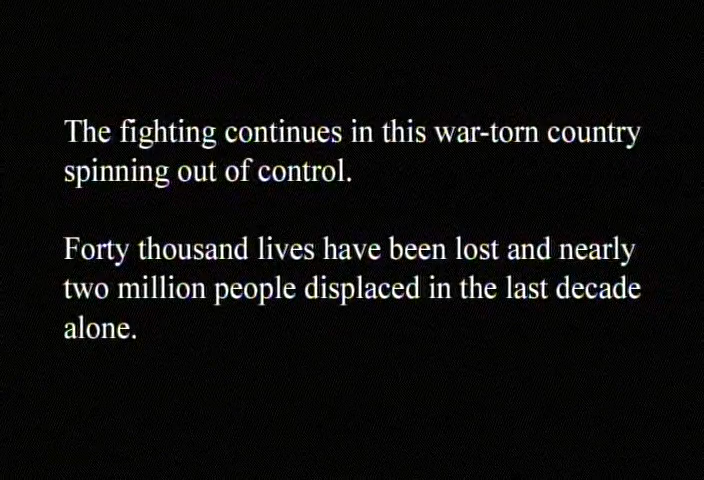 The fighting continues in this war-torn country
spinning out of control.
Forty thousand lives have been lost and nearly
two million people displaced in the last decade
alone.